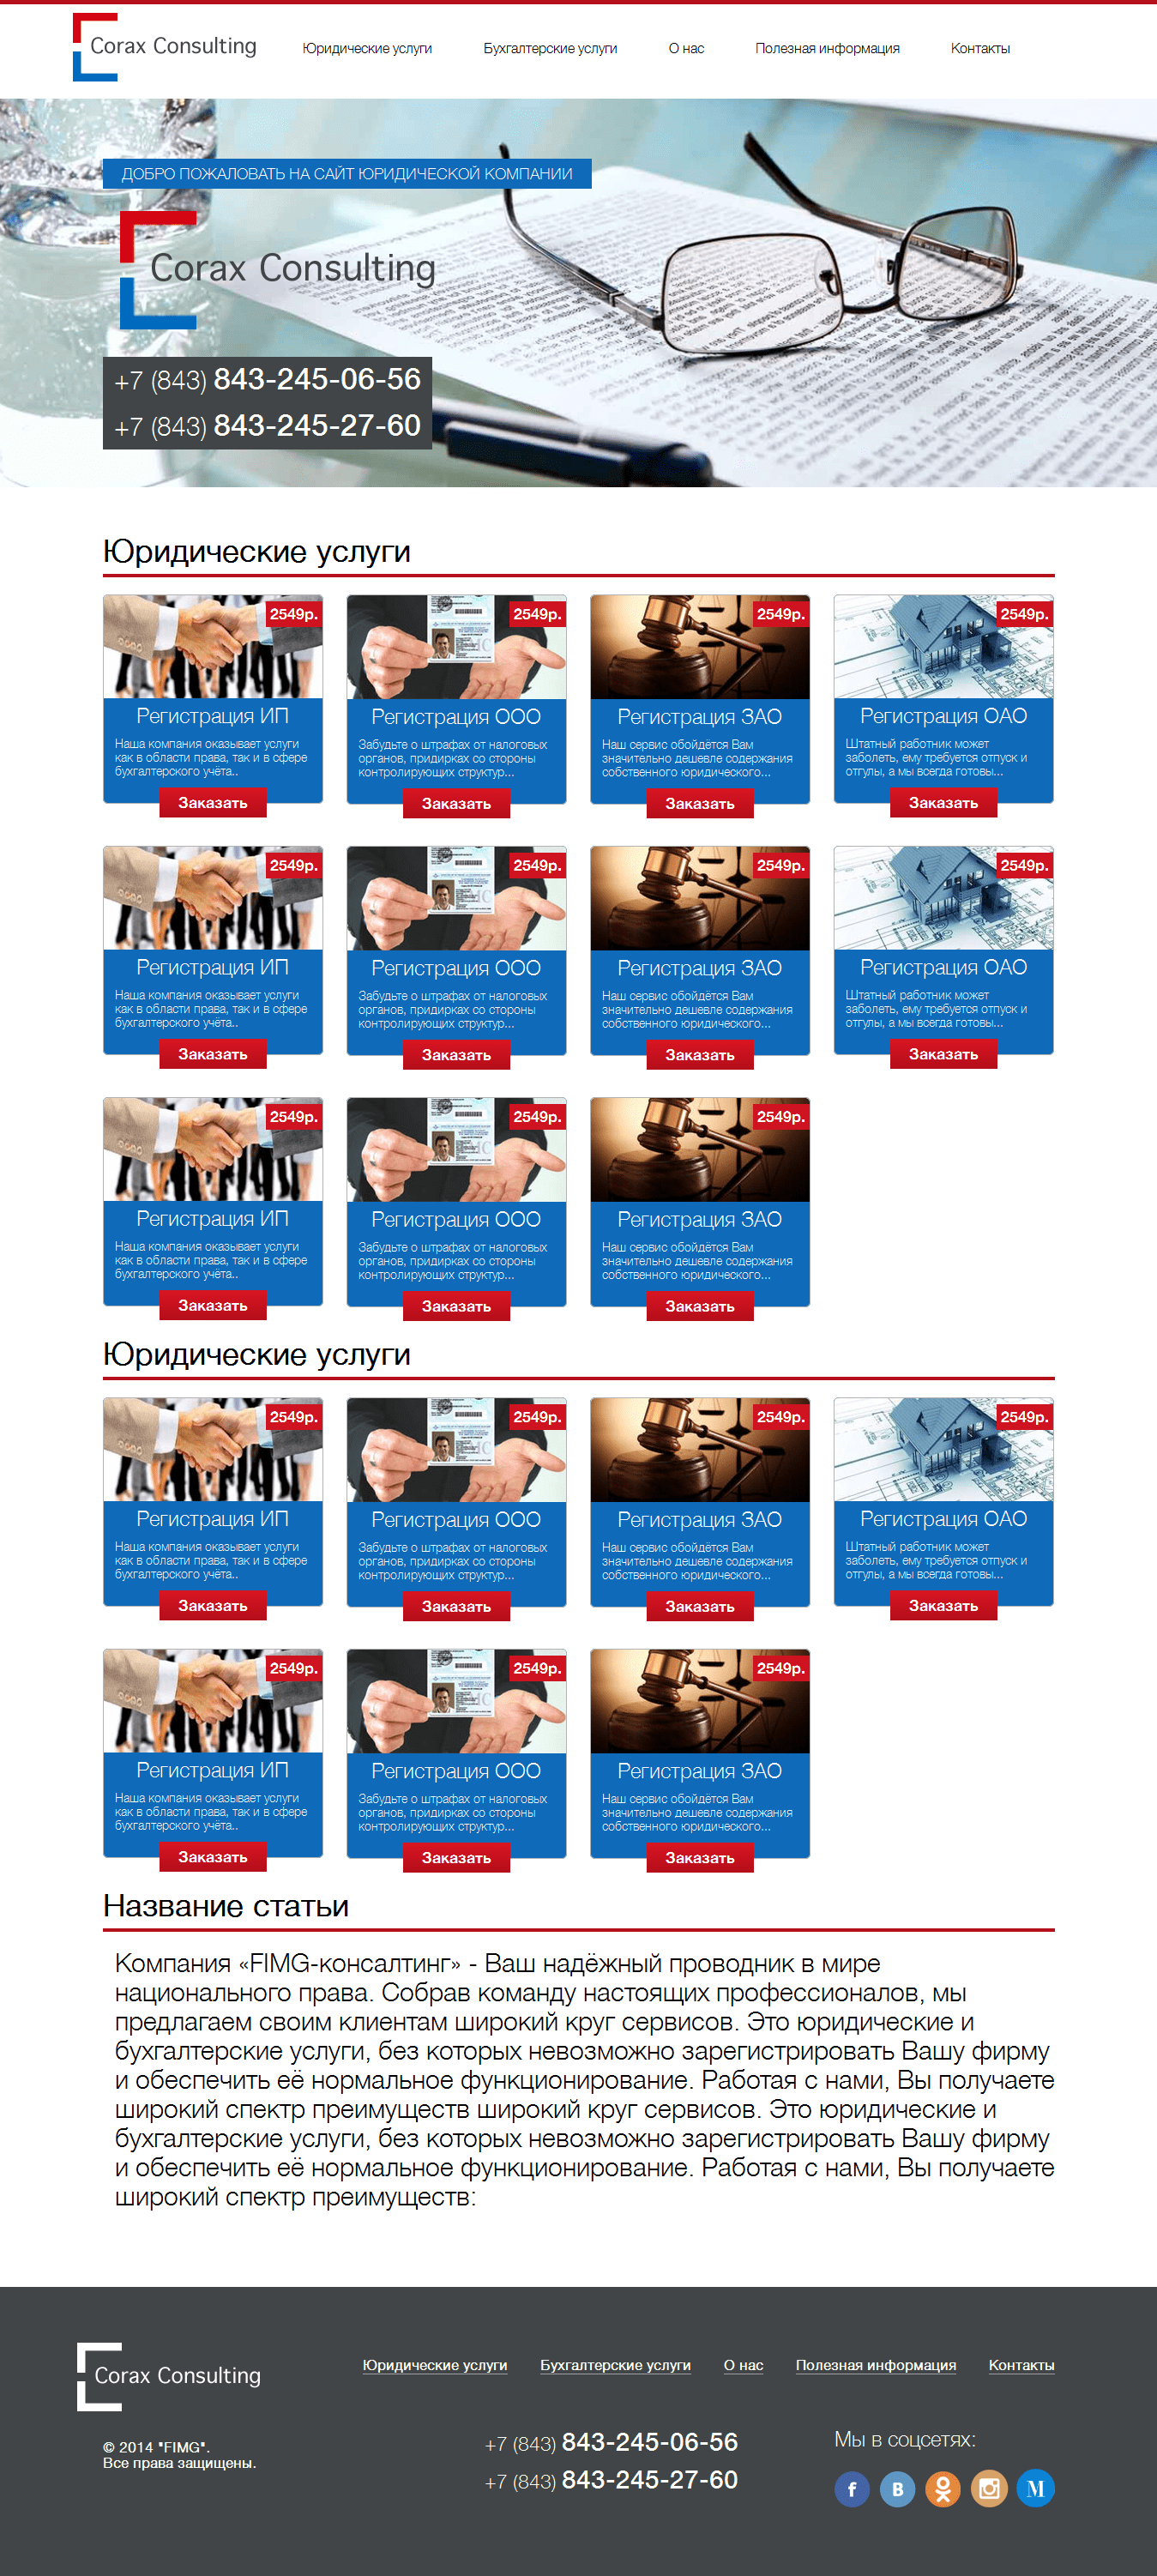 Corax Consulting
Юридические услуги
Бухгалтерские услуги
О нас
Полезная информация
Контакты
ДОБРО ПОЖАЛОВАТЬ НА САЙТ ЮРИДИЧЕСКОЙ КОМПАНИИ
Corax Consulting
+7 (843) 843-245-06-56
+7 (843) 843-245-27-60
Юридические услуги
2549р.
Регистрация ИП
Наша компания оказывает услуги
как в области права, так и в сфере
бухгалтерского учёта..
Заказать
2549р.
Регистрация ООО
Забудьте о штрафах от налоговых
органов, придирках со стороны
контролирующих структур...
Заказать
2549р.
Регистрация ЗАО
Наш сервис обойдётся Вам
значительно дешевле содержания
собственного юридического...
Заказать
2549р.
Регистрация ОАО
Штатный работник может
заболеть, ему требуется отпуск и
отгулы, а мы всегда готовы...
Заказать
2549р.
Регистрация ИП
Наша компания оказывает услуги
как в области права, так и в сфере
бухгалтерского учёта..
Заказать
2549р.
Регистрация ООО
Забудьте о штрафах от налоговых
органов, придирках со стороны
контролирующих структур...
Заказать
2549р.
Регистрация ЗАО
Наш сервис обойдётся Вам
значительно дешевле содержания
собственного юридического...
Заказать
2549р.
Регистрация ОАО
Штатный работник может
заболеть, ему требуется отпуск и
отгулы, а мы всегда готовы...
Заказать
2549р.
Регистрация ИП
Наша компания оказывает услуги
как в области права, так и в сфере
бухгалтерского учёта..
Заказать
2549р.
Регистрация ООО
Забудьте о штрафах от налоговых
органов, придирках со стороны
контролирующих структур...
Заказать
2549р.
Регистрация ЗАО
Наш сервис обойдётся Вам
значительно дешевле содержания
собственного юридического...
Заказать
Юридические услуги
2549р.
Регистрация ИП
Наша компания оказывает услуги
как в области права, так и в сфере
бухгалтерского учёта..
Заказать
2549р.
Регистрация ООО
Забудьте о штрафах от налоговых
органов, придирках со стороны
контролирующих структур...
Заказать
2549р.
Регистрация ЗАО
Наш сервис обойдётся Вам
значительно дешевле содержания
собственного юридического...
Заказать
2549р.
Регистрация ОАО
Штатный работник может
заболеть, ему требуется отпуск и
отгулы, а мы всегда готовы...
Заказать
2549р.
Регистрация ИП
Наша компания оказывает услуги
как в области права, так и в сфере
бухгалтерского учёта..
Заказать
2549р.
Регистрация ООО
Забудьте о штрафах от налоговых
органов, придирках со стороны
контролирующих структур...
Заказать
2549р.
Регистрация ЗАО
Наш сервис обойдётся Вам
значительно дешевле содержания
собственного юридического...
Заказать
Название статьи
Компания «FIMG-консалтинг» - Ваш надёжный проводник в мире
национального права. Собрав команду настоящих профессионалов, мы
предлагаем своим клиентам широкий круг сервисов. Это юридические и
бухгалтерские услуги, без которых невозможно зарегистрировать Вашу фирму
и обеспечить её нормальное функционирование. Работая с нами, Вы получаете
широкий спектр преимуществ широкий круг сервисов. Это юридические и
бухгалтерские услуги, без которых невозможно зарегистрировать Вашу фирму
и обеспечить её нормальное функционирование. Работая с нами, Вы получаете
широкий спектр преимуществ:
Corax Consulting
Юридические услуги
Бухгалтерские услуги
О нас
Полезная информация
Контакты
© 2014 "FIMG".
Все права защищены.
+7 (843) 843-245-06-56
+7 (843) 843-245-27-60
Мы в соцсетях: